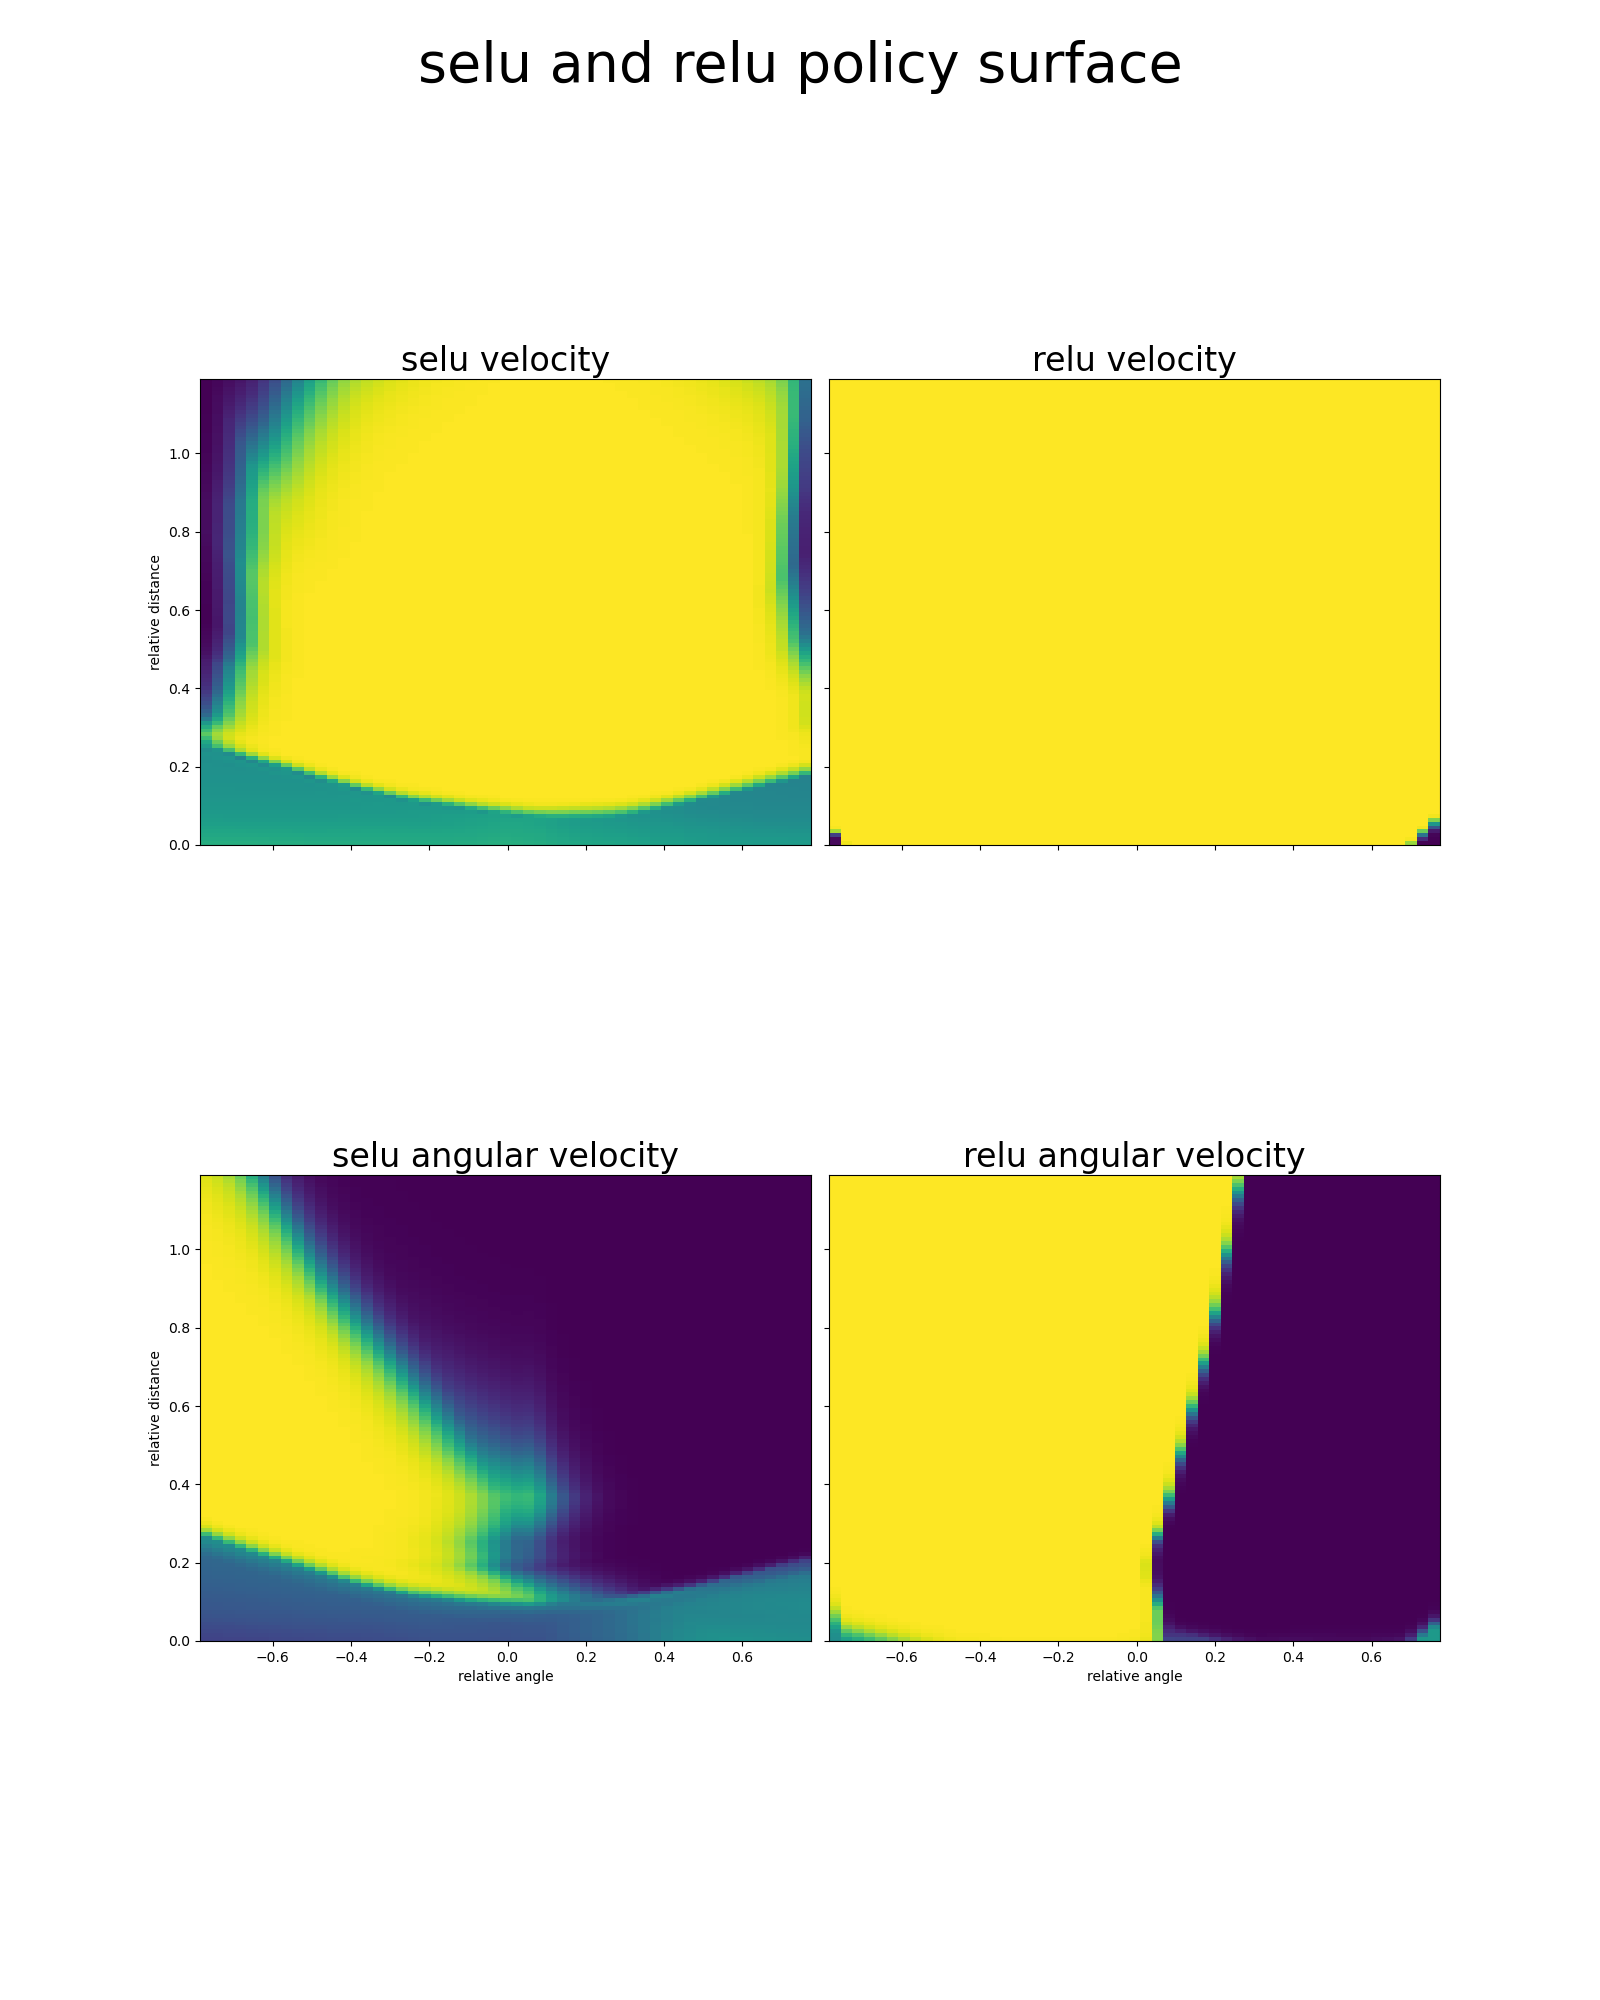 selu and relu policy surface
selu velocity
relu velocity
relative distance
1.0
0.8
0.6
0.4
0.2
0.0
selu angular velocity
relu angular velocity
relative distance
1.0
0.8
0.6
0.4
0.2
0.0
−0.6 −0.4 −0.2 0.0 0.2 0.4 0.6
−0.6 −0.4 −0.2 0.0 0.2 0.4 0.6
relative angle
relative angle